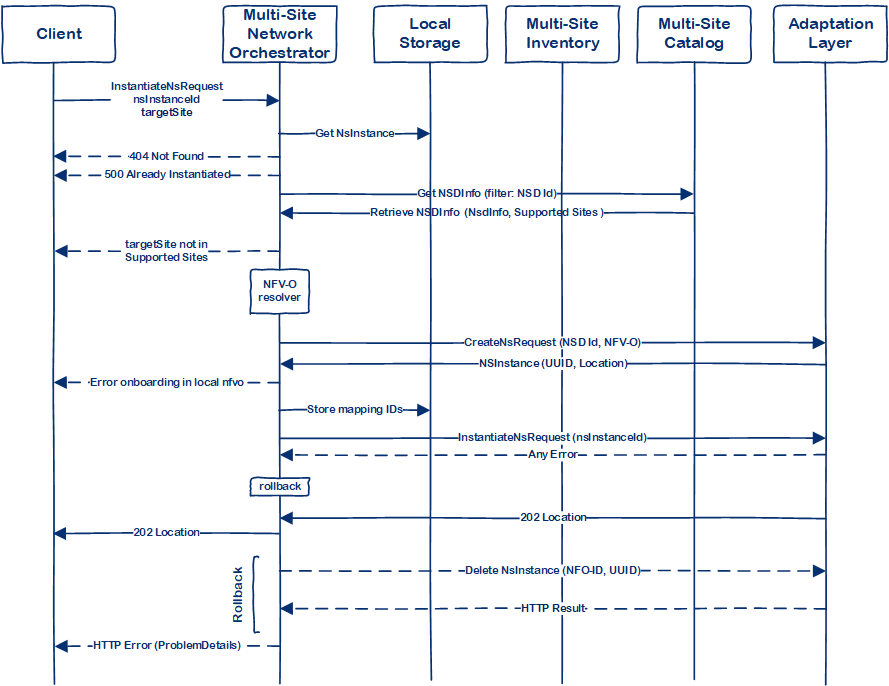 Client
Multi-Site
Network
Orchestrator
Local
Storage
Multi-Site
Inventory
Multi-Site
Catalog
Adaptation
Layer
InstantiateNsRequest
nsInstanceId
targetSite
Get NsInstance
404 Not Found
500 Already Instantiated
Get NSDInfo (filter: NSD Id)
Retrieve NSDInfo (NsdInfo, Supported Sites )
targetSite not in
Supported Sites
NFV-O
resolver
CreateNsRequest (NSD Id, NFV-O)
NSInstance (UUID, Location)
Error onboarding in local nfvo
Store mapping IDs
InstantiateNsRequest (nsInstanceId)
Any Error
rollback
202 Location
202 Location
Rollback
Delete NsInstance (NFO-ID, UUID)
HTTP Result
HTTP Error (ProblemDetails)